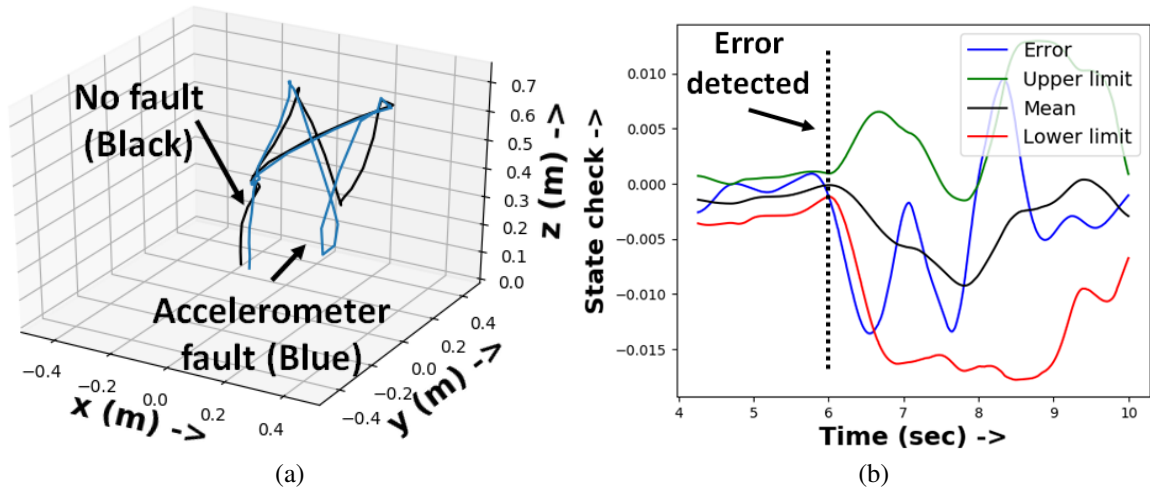 No fault
(Black)
Accelerometer
fault (Blue)
0.7
0.6
0.5
0.4
0.3
0.2
0.1
0.0
z (m) ->
−0.4
−0.2
0.0
0.2
0.4
x (m) ->
−0.4
−0.2
0.0
0.2
0.4
y (m) ->
(a)
Error
detected
Error
Upper limit
Mean
Lower limit
0.010
0.005
0.000
−0.005
−0.010
−0.015
State check ->
4
5
6
7
8
9
10
Time (sec) ->
(b)